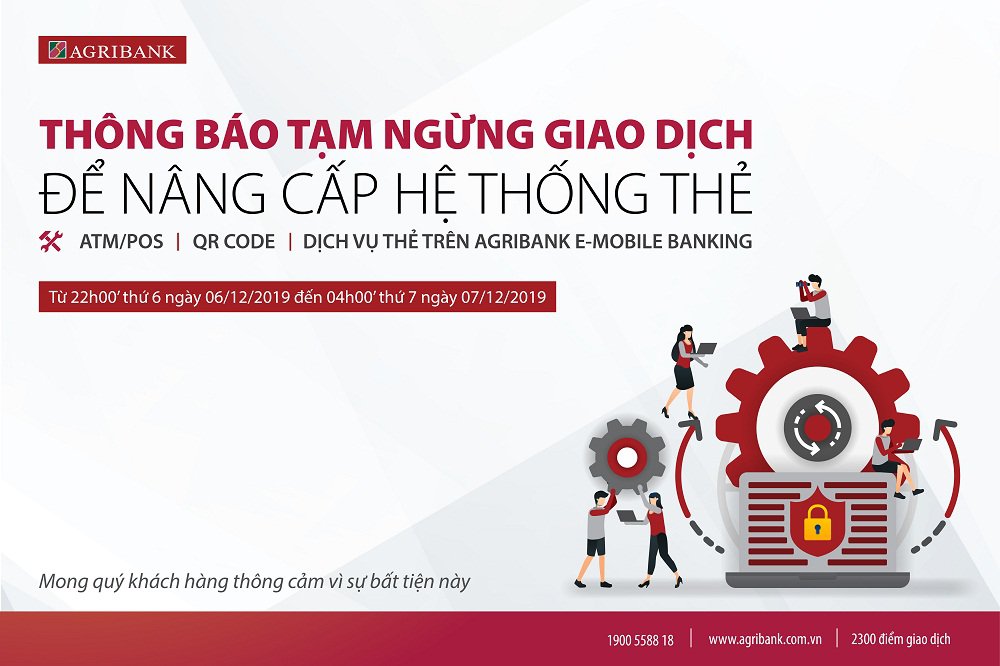 AGRIBANK
THÔNG BÁO TẠM NGỪNG GIAO DỊCH
ĐỂ NÂNG CẤP HỆ THỐNG THẺ
ATM/POS | QR CODE | DỊCH VỤ THẺ TRÊN AGRIBANK E-MOBILE BANKING
Từ 22h00’ thứ 6 ngày 06/12/2019 đến 04h00’ thứ 7 ngày 07/12/2019
Mong quý khách hàng thông cảm vì sự bất tiện này
1900 5588 18 | www.agribank.com.vn | 2300 điểm giao dịch